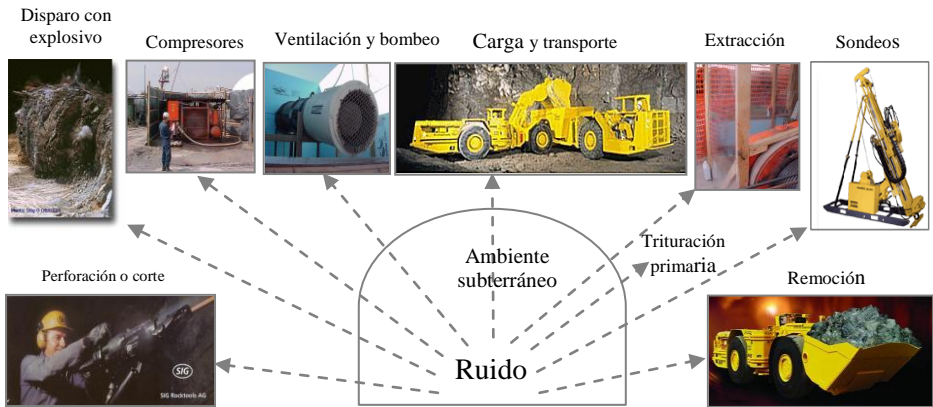 Disparo con
explosivo
Compresores
Ventilación y bombeo
Carga y transporte
Extracción
Sondeos
Ambiente
subterráneo
Trituración
primaria
Perforación o corte
Remoción
Ruido
SIG
SIG Rocktools AG